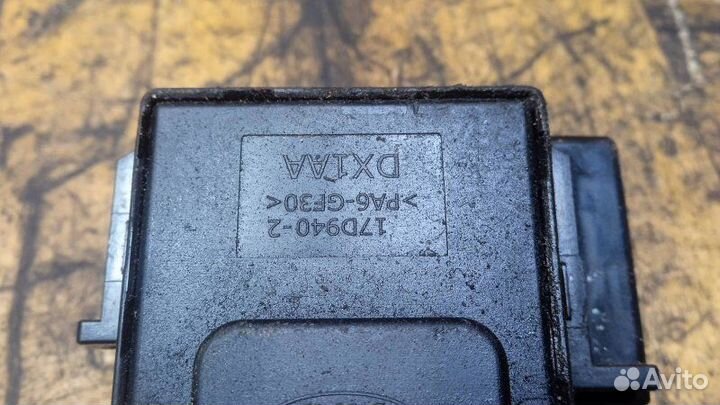 17D940-2
>PA6-GF30<
DX1AA
Avito